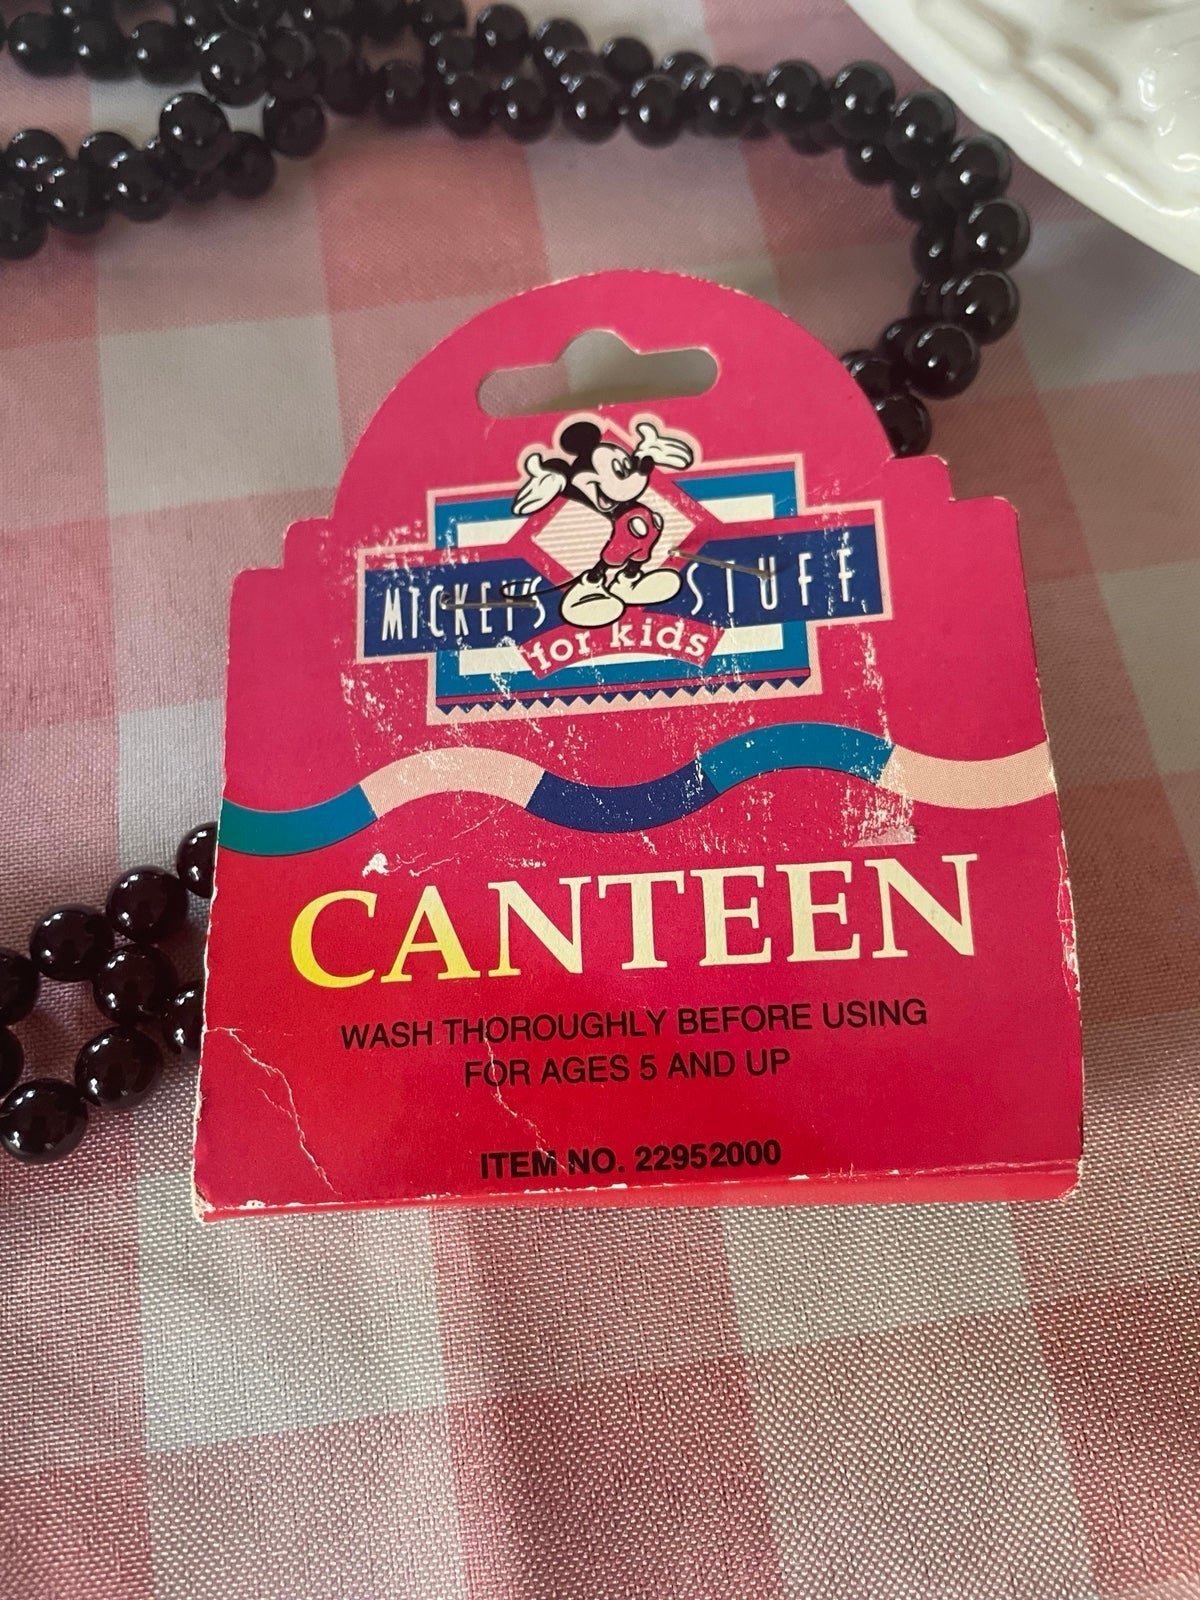 MICKEY'S STUFF
for kids
CANTEEN
WASH THOROUGHLY BEFORE USING
FOR AGES 5 AND UP
ITEM NO. 22952000